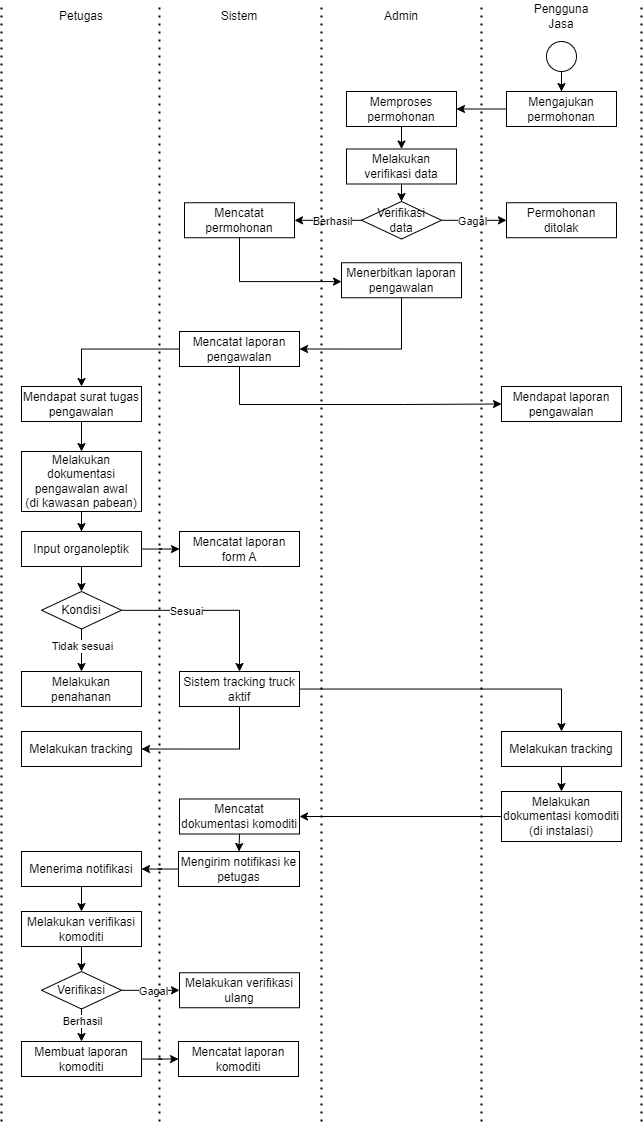 Petugas
Sistem
Admin
Pengguna
Jasa
Memproses
permohonan
Mengajukan
permohonan
Melakukan
verifikasi data
Mencatat
permohonan
Berhasil
Verifikasi
data
Gagal
Permohonan
ditolak
Menerbitkan laporan
pengawalan
Mencatat laporan
pengawalan
Mendapat surat tugas
pengawalan
Mendapat laporan
pengawalan
Melakukan
dokumentasi
pengawalan awal
(di kawasan pabean)
Input organoleptik
Mencatat laporan
form A
Kondisi
Sesuai
Tidak sesuai
Melakukan
penahanan
Sistem tracking truck
aktif
Melakukan tracking
Melakukan tracking
Mencatat
dokumentasi komoditi
Melakukan
dokumentasi komoditi
(di instalasi)
Menerima notifikasi
Mengirim notifikasi ke
petugas
Melakukan verifikasi
komoditi
Verifikasi
Gagal
Melakukan verifikasi
ulang
Berhasil
Membuat laporan
komoditi
Mencatat laporan
komoditi